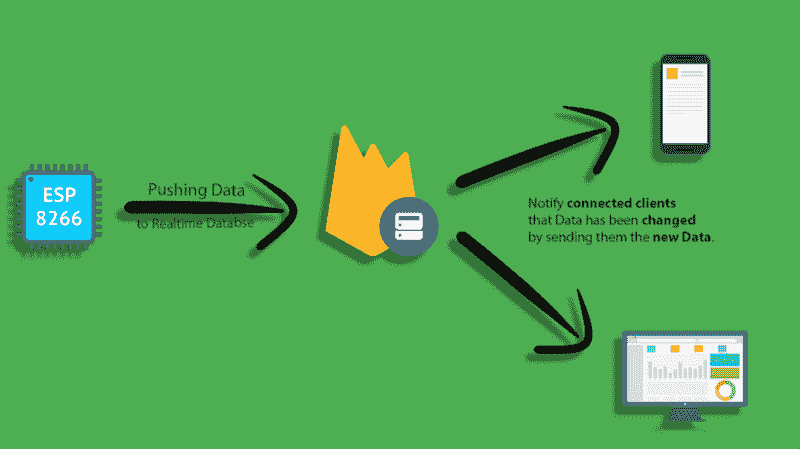 ESP
8266
Pushing Data
to Realtime Databse
Notify connected clients
that Data has been changed
by sending them the new Data.